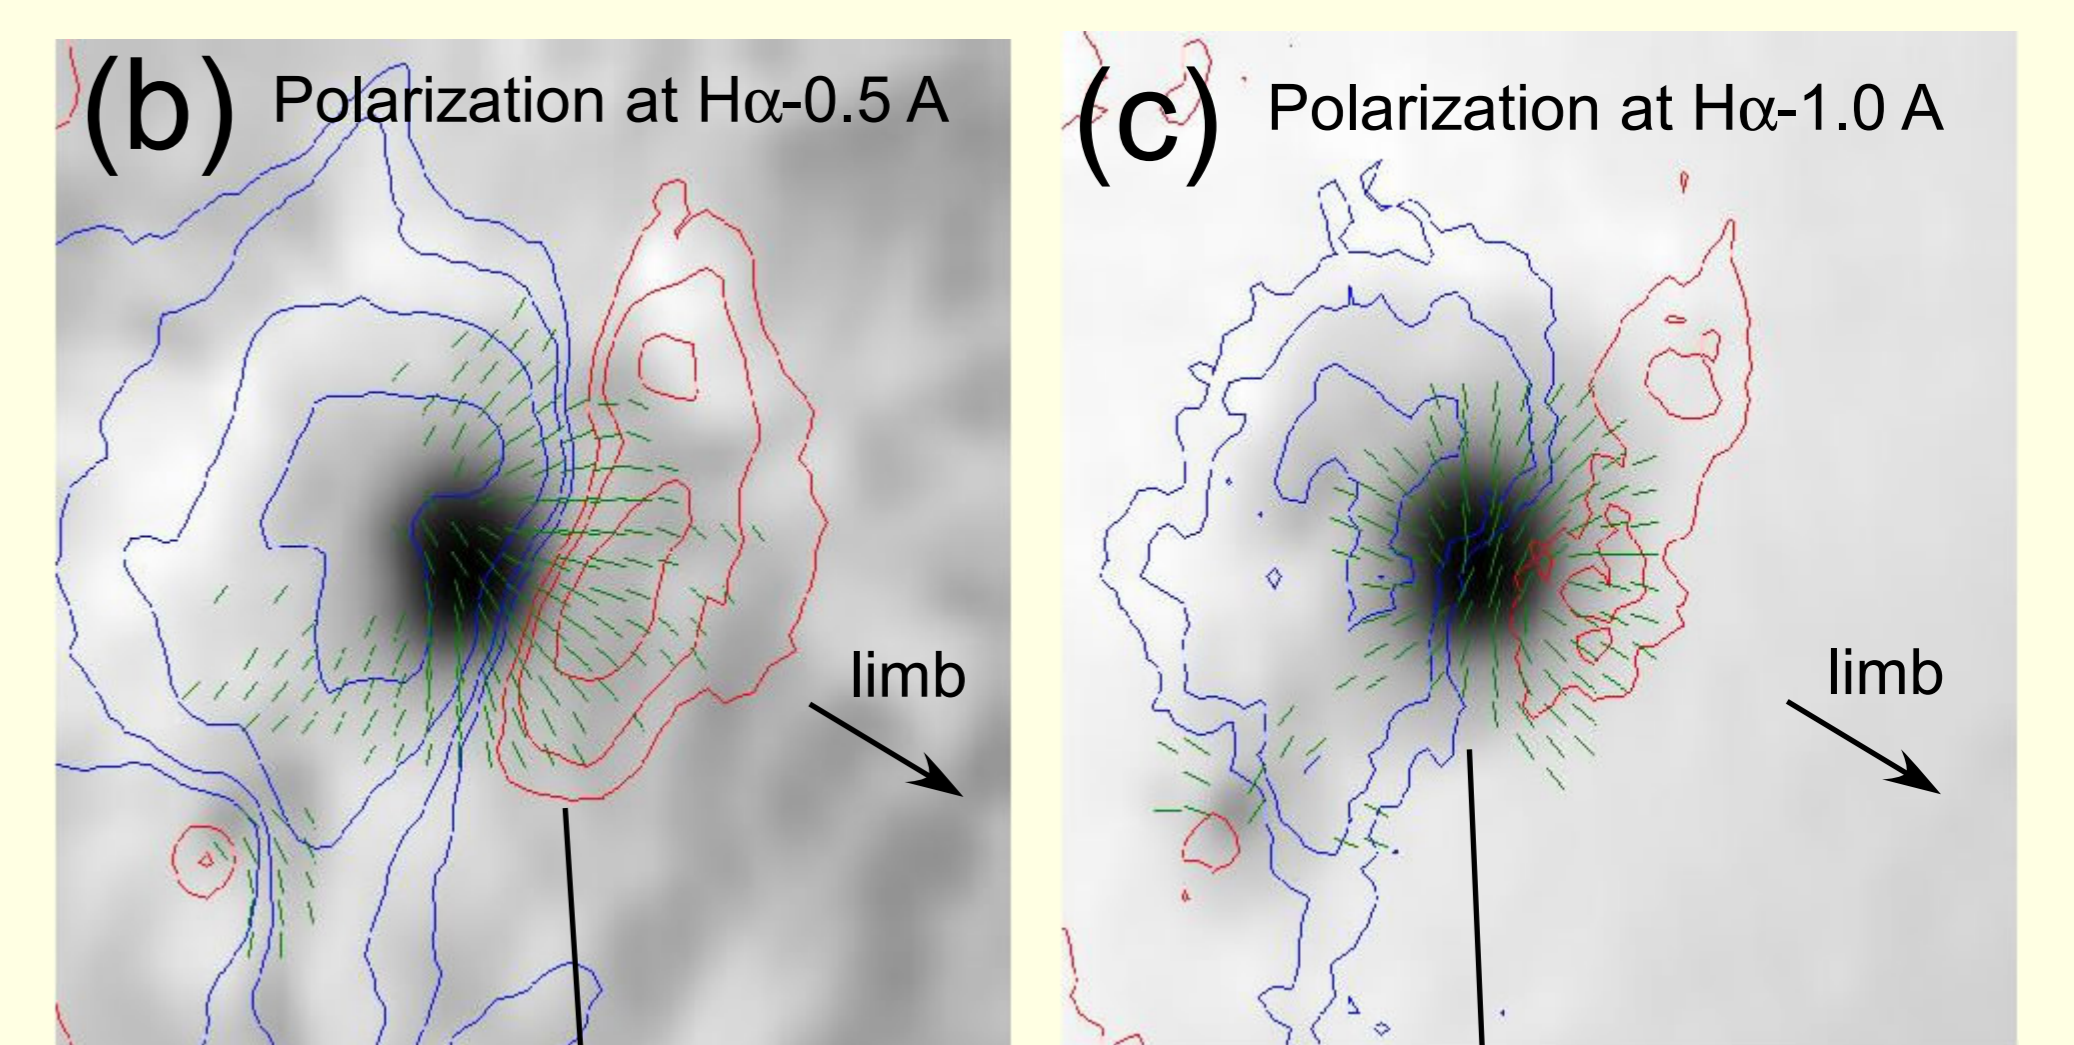 (b) Polarization at Hα-0.5 A
limb
(c) Polarization at Hα-1.0 A
limb